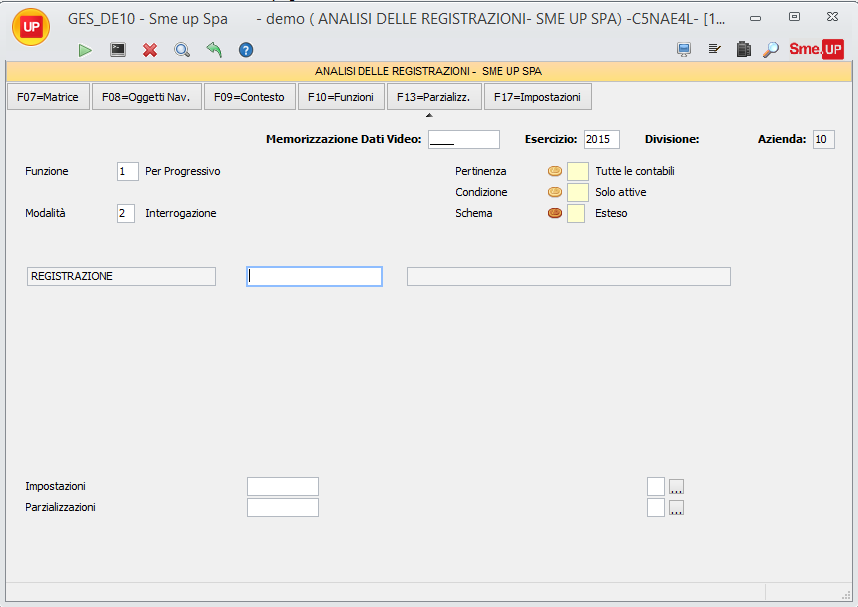 UP GES_DE10 - Sme up Spa - demo ( ANALISI DELLE REGISTRAZIONI- SME UP SPA) -C5NAE4L- [1...
Sme.UP
ANALISI DELLE REGISTRAZIONI - SME UP SPA
F07=Matrice F08=Oggetti Nav. F09=Contesto F10=Funzioni F13=Parzializz. F17=Impostazioni
Memorizzazione Dati Video: ____ Esercizio: 2015 Divisione: Azienda: 10
Funzione 1 Per Progressivo Pertinenza Tutte le contabili
Condizione Solo attive
Modalità 2 Interrogazione Schema Esteso
REGISTRAZIONE
Impostazioni ...
Parzializzazioni ...